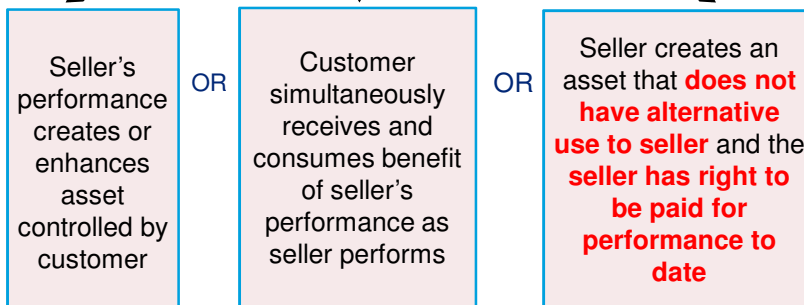 Seller's
performance
creates or
enhances
asset
controlled by
customer
OR
Customer
simultaneously
receives and
consumes benefit
of seller's
performance as
seller performs
OR
Seller creates an
asset that does not
have alternative
use to seller and the
seller has right to
be paid for
performance to
date